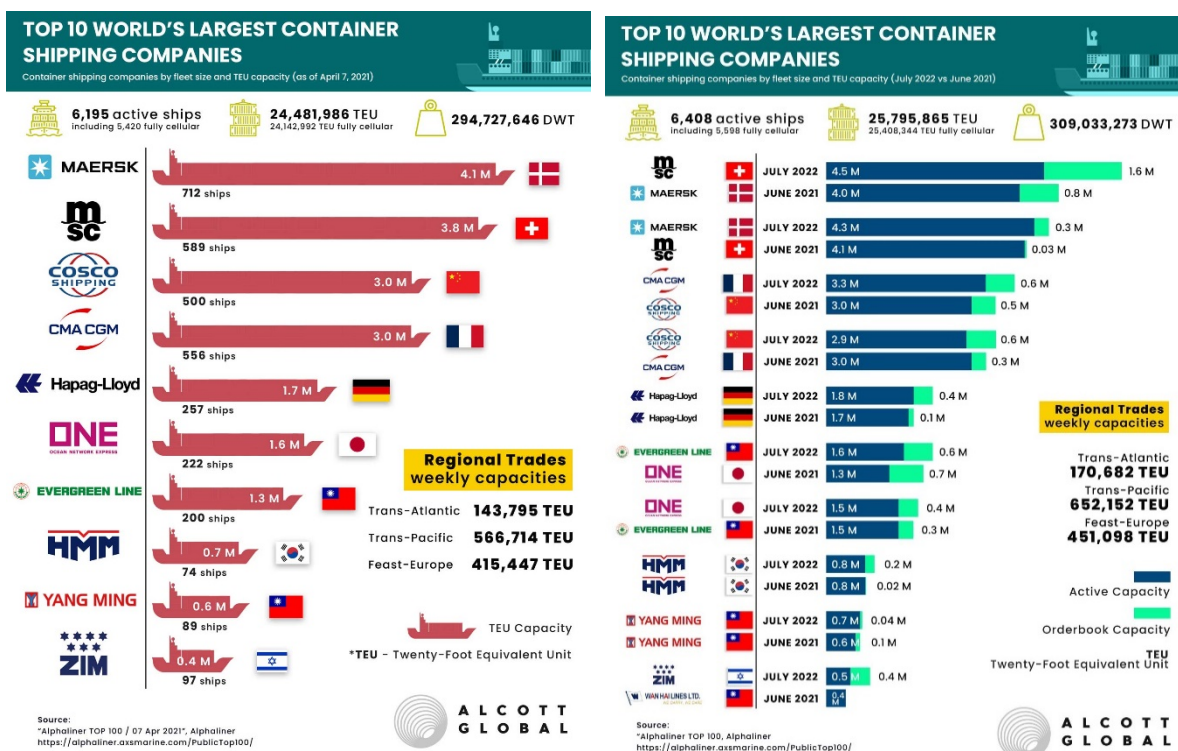 TOP 10 WORLD'S LARGEST CONTAINER
SHIPPING COMPANIES
Container shipping companies by fleet size and TEU capacity (as of April 7, 2021)
6,195 active ships
including 5,420 fully cellular
24,481,986 TEU
24,142,992 TEU fully cellular
294,727,646 DWT
MAERSK
4.1 M
712 ships
msc
3.8 M
589 ships
COSCO
SHIPPING
3.0 M
500 ships
CMA CGM
3.0 M
556 ships
Hapag-Lloyd
1.7 M
257 ships
ONE
OCEAN NETWORK EXPRESS
1.6 M
222 ships
EVERGREEN LINE
1.3 M
200 ships
HMM
0.7 M
74 ships
YANG MING
0.6 M
89 ships
ZIM
0.4 M
97 ships
Regional Trades
weekly capacities
Trans-Atlantic 143,795 TEU
Trans-Pacific 566,714 TEU
Feast-Europe 415,447 TEU
TEU Capacity
*TEU - Twenty-Foot Equivalent Unit
Source:
"Alphaliner TOP 100 / 07 Apr 2021", Alphaliner
https://alphaliner.axsmarine.com/PublicTop100/
ALCOTT
GLOBAL
TOP 10 WORLD'S LARGEST CONTAINER
SHIPPING COMPANIES
Container shipping companies by fleet size and TEU capacity (July 2022 vs June 2021)
6,408 active ships
including 5,598 fully cellular
25,795,865 TEU
25,408,344 TEU fully cellular
309,033,273 DWT
msc JULY 2022 4.5 M 1.6 M
MAERSK JUNE 2021 4.0 M 0.8 M
MAERSK JULY 2022 4.3 M 0.3 M
msc JUNE 2021 4.1 M 0.03 M
CMA CGM JULY 2022 3.3 M 0.6 M
COSCO SHIPPING JUNE 2021 3.0 M 0.5 M
COSCO SHIPPING JULY 2022 2.9 M 0.6 M
CMA CGM JUNE 2021 3.0 M 0.3 M
Hapag-Lloyd JULY 2022 1.8 M 0.4 M
Hapag-Lloyd JUNE 2021 1.7 M 0.1 M
EVERGREEN LINE JULY 2022 1.6 M 0.6 M
ONE JUNE 2021 1.3 M 0.7 M
ONE JULY 2022 1.5 M 0.4 M
EVERGREEN LINE JUNE 2021 1.5 M 0.3 M
HMM JULY 2022 0.8 M 0.2 M
HMM JUNE 2021 0.8 M 0.02 M
YANG MING JULY 2022 0.7 M 0.04 M
YANG MING JUNE 2021 0.6 M 0.1 M
ZIM JULY 2022 0.5 M 0.4 M
WAN HAI LINES LTD. JUNE 2021 0.4 M
Regional Trades
weekly capacities
Trans-Atlantic
170,682 TEU
Trans-Pacific
652,152 TEU
Feast-Europe
451,098 TEU
Active Capacity
Orderbook Capacity
TEU
Twenty-Foot Equivalent Unit
Source:
"Alphaliner TOP 100, Alphaliner
https://alphaliner.axsmarine.com/PublicTop100/
ALCOTT
GLOBAL